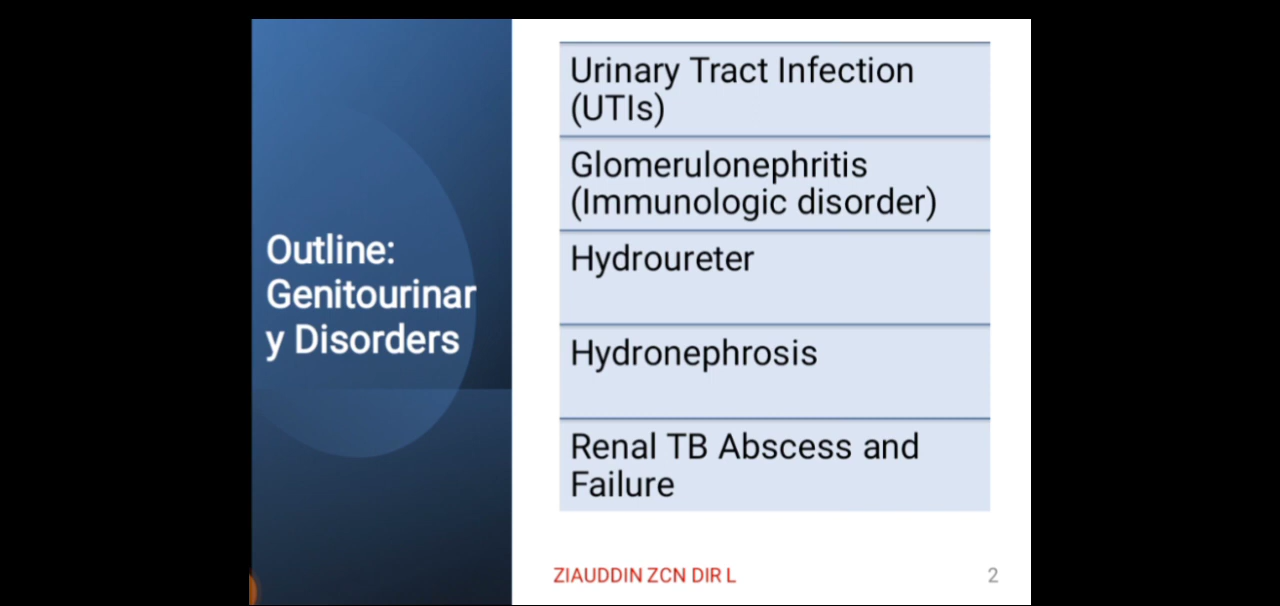 Outline:
Genitourinar
y Disorders
Urinary Tract Infection
(UTIs)
Glomerulonephritis
(Immunologic disorder)
Hydroureter
Hydronephrosis
Renal TB Abscess and
Failure
ZIAUDDIN ZCN DIR L
2